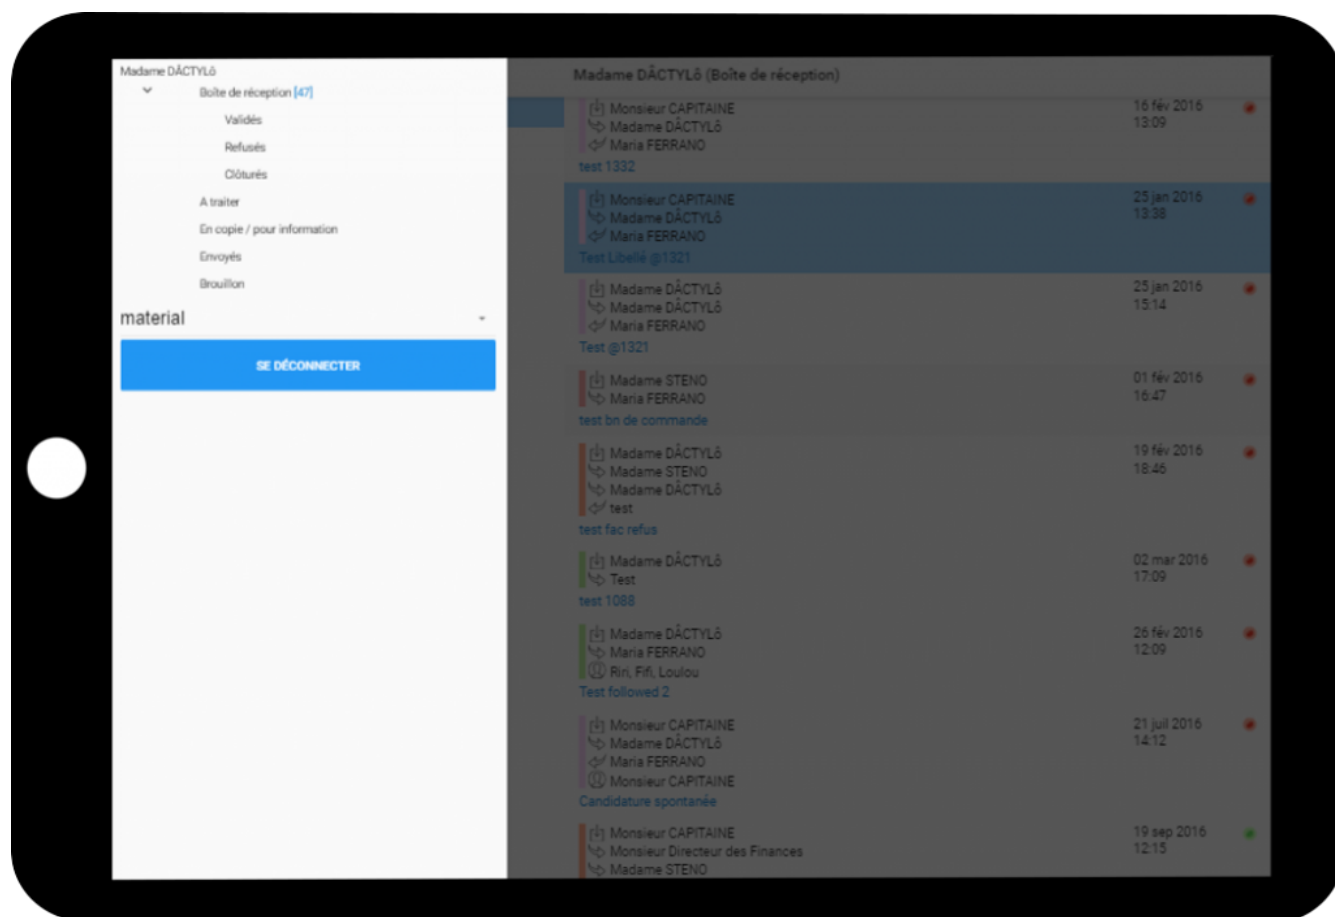 Madame DÂCTYLô
Boîte de réception [47]
Validés
Refusés
Clôturés
A traiter
En copie / pour information
Envoyés
Brouillon
material
SE DÉCONNECTER
Madame DÂCTYLô (Boîte de réception)
Monsieur CAPITAINE 16 fév 2016
Madame DÂCTYLô 13:09
Maria FERRANO
test 1332
Monsieur CAPITAINE 25 jan 2016
Madame DÂCTYLô 13:38
Maria FERRANO
Test Libellé @1321
Madame DÂCTYLô 25 jan 2016
Madame DÂCTYLô 15:14
Maria FERRANO
Test @1321
Madame STENO 01 fév 2016
Maria FERRANO 16:47
test bn de commande
Madame DÂCTYLô 19 fév 2016
Madame STENO 18:46
Madame DÂCTYLô
test
test fac refus
Madame DÂCTYLô 02 mar 2016
Test 17:09
test 1088
Madame DÂCTYLô 26 fév 2016
Maria FERRANO 12:09
Riri, Fifi, Loulou
Test followed 2
Monsieur CAPITAINE 21 juil 2016
Madame DÂCTYLô 14:12
Maria FERRANO
Monsieur CAPITAINE
Candidature spontanée
Monsieur CAPITAINE 19 sep 2016
Monsieur Directeur des Finances 12:15
Madame STENO